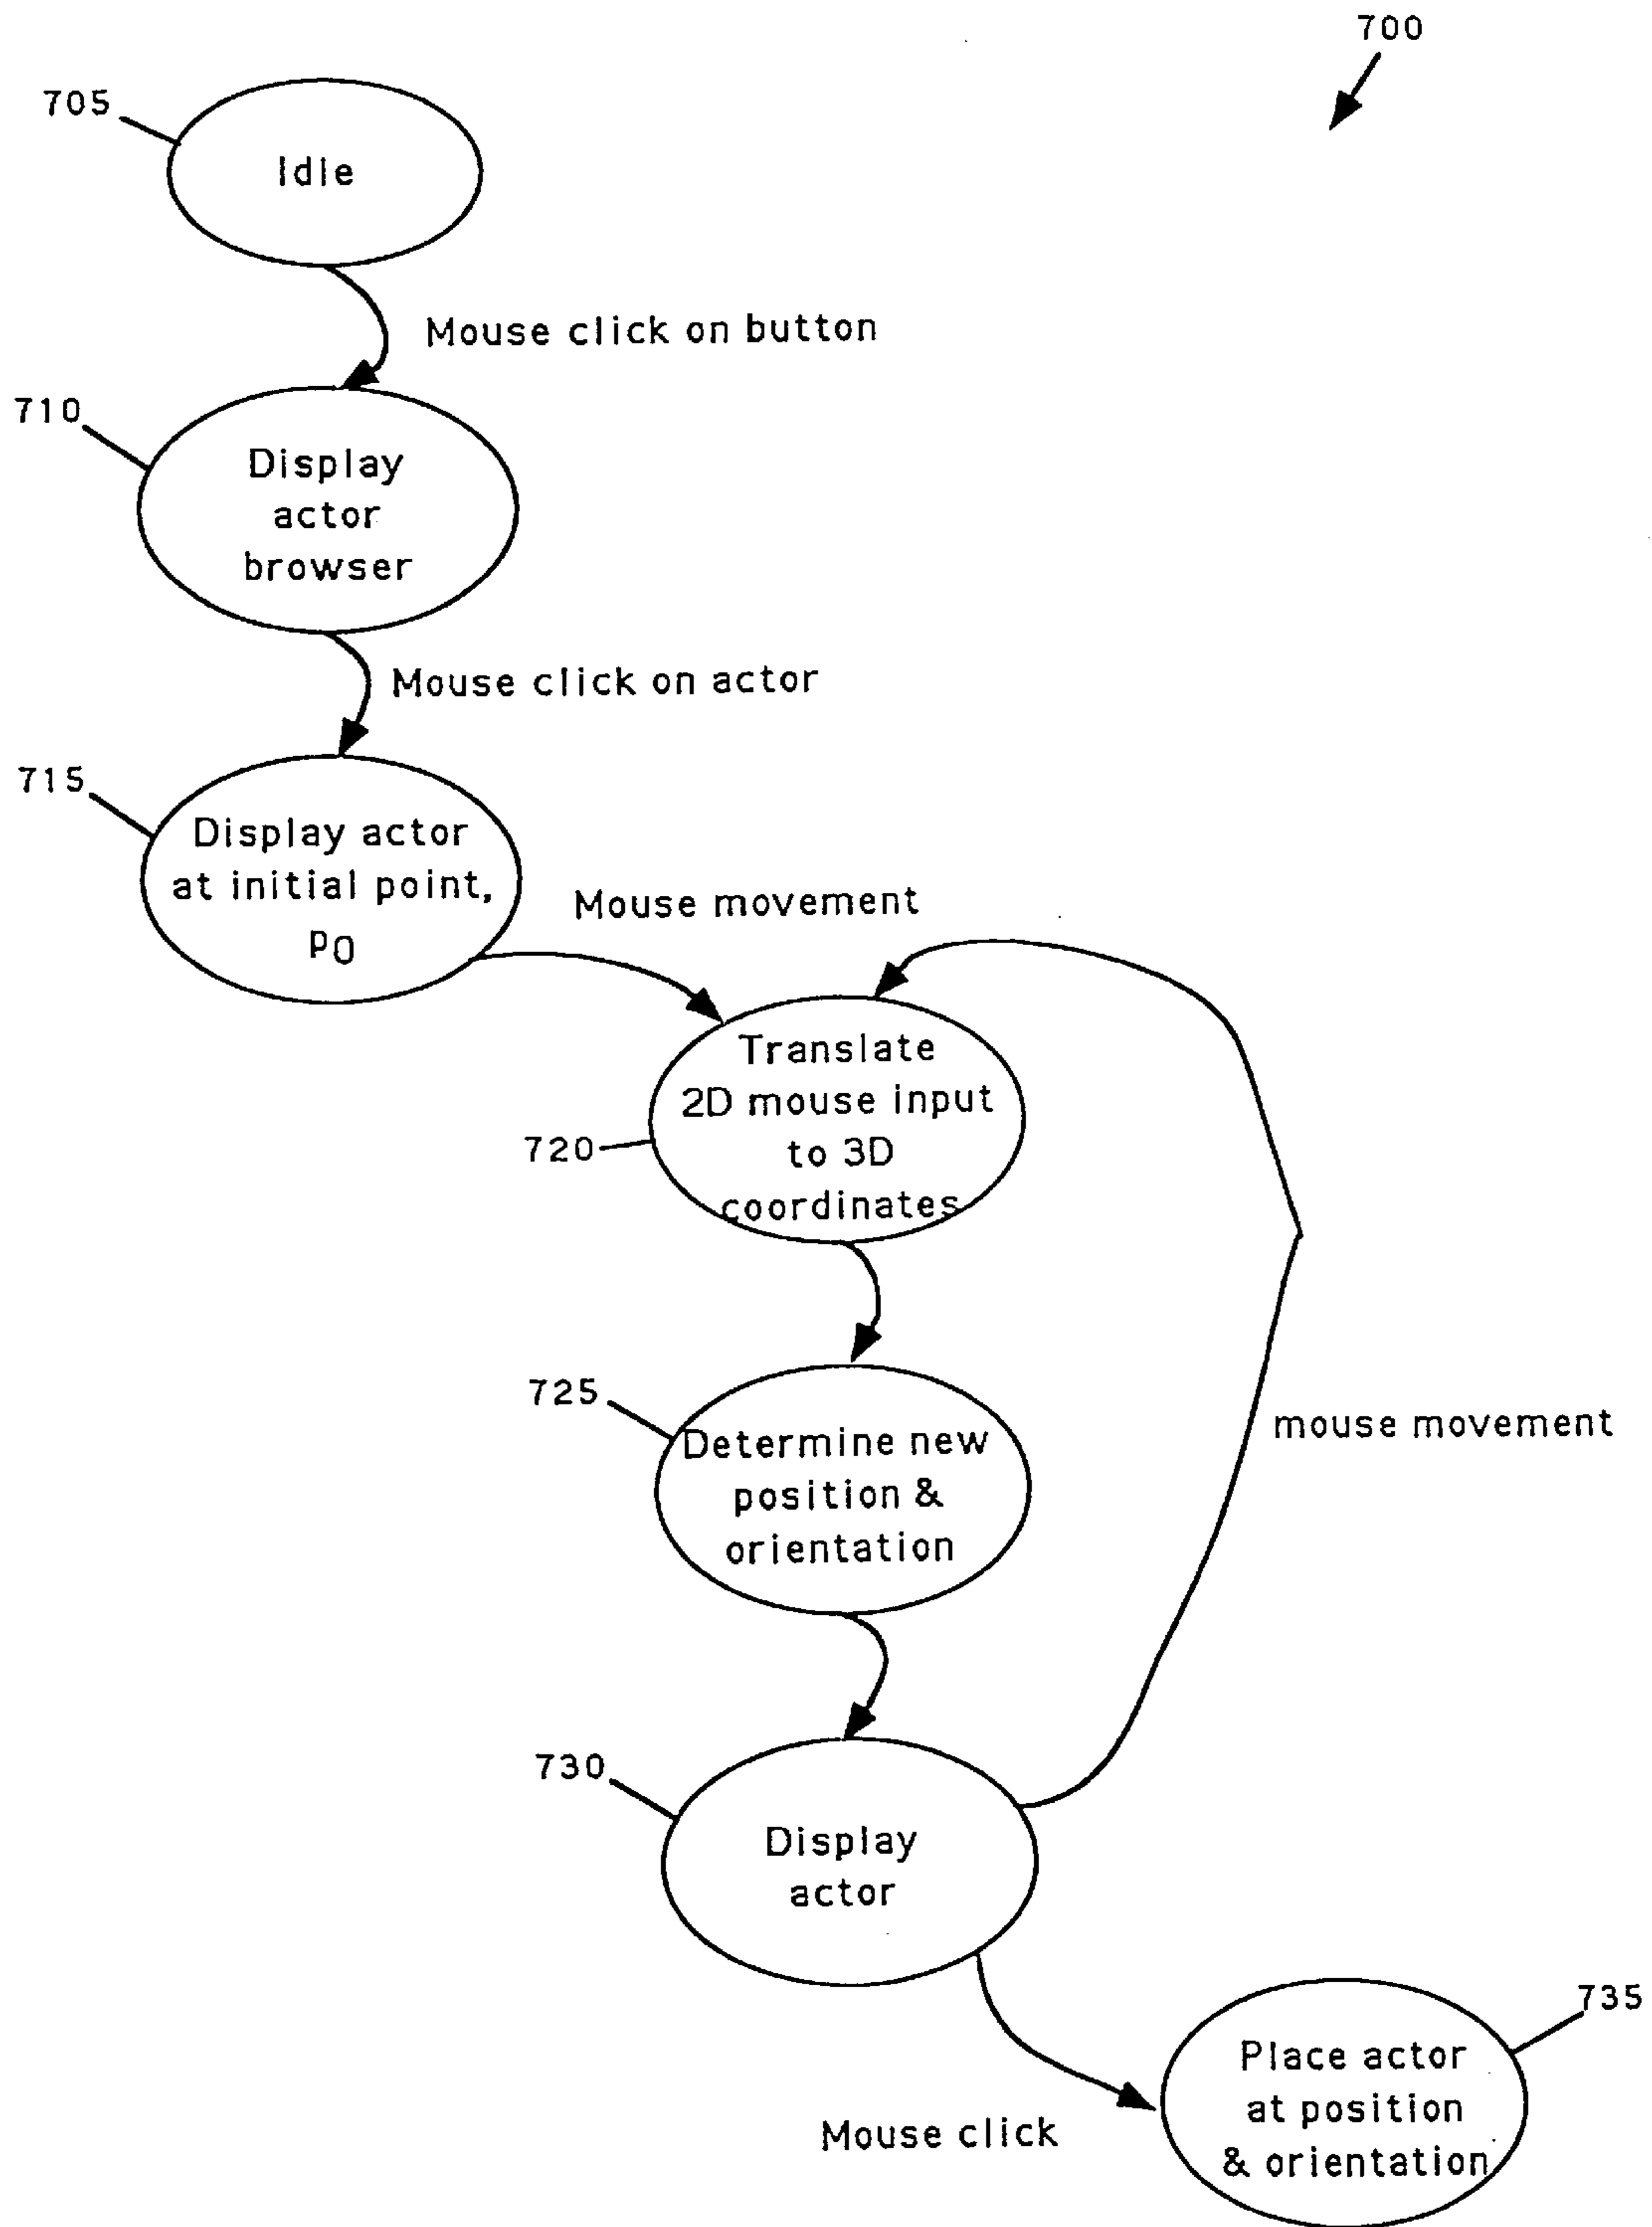 700
705
Idle
Mouse click on button
710
Display
actor
browser
Mouse click on actor
715
Display actor
at initial point,
p0
Mouse movement
Translate
2D mouse input
to 3D
coordinates
720
725
Determine new
position &
orientation
mouse movement
730
Display
actor
735
Place actor
at position
& orientation
Mouse click